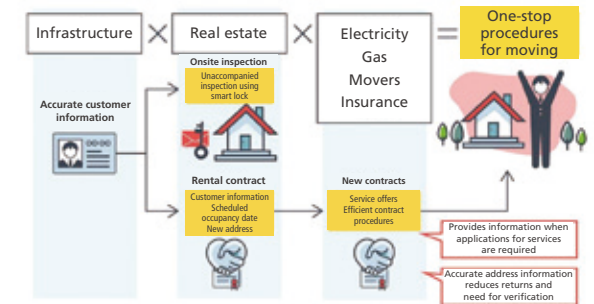 Infrastructure
×
Real estate
×
Electricity
Gas
Movers
Insurance
=
One-stop
procedures
for moving
Onsite inspection
Unaccompanied
inspection using
smart lock
Accurate customer
information
Rental contract
Customer information
Scheduled
occupancy date
New address
New contracts
Service offers
Efficient contract
procedures
Provides information when
applications for services
are required
Accurate address information
reduces returns and
need for verification